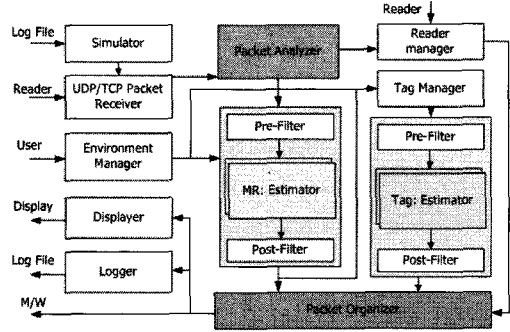 Reader
Log File
Simulator
Packet Analyzer
Reader
manager
Reader
UDP/TCP Packet
Receiver
Tag Manager
Pre-Filter
Pre-Filter
User
Environment
Manager
MR: Estimator
Tag: Estimator
Display
Displayer
Post-Filter
Post-Filter
Log File
Logger
M/W
Packet Organizer